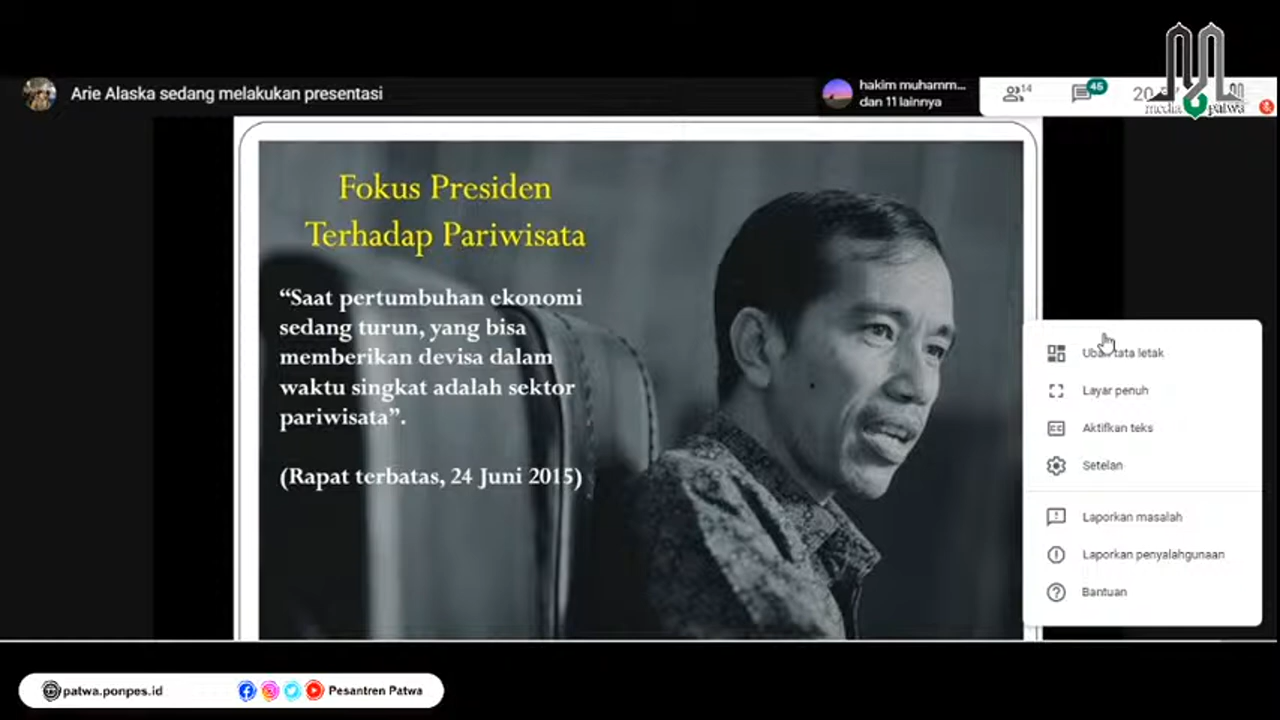 Arie Alaska sedang melakukan presentasi
hakim muhamm...
dan 11 lainnya
14
45
media patwa
Fokus Presiden
Terhadap Pariwisata
“Saat pertumbuhan ekonomi
sedang turun, yang bisa
memberikan devisa dalam
waktu singkat adalah sektor
pariwisata”.
(Rapat terbatas, 24 Juni 2015)
tata letak
Layar penuh
Aktifkan teks
Setelan
Laporkan masalah
Laporkan penyalahgunaan
Bantuan
patwa.ponpes.id
Pesantren Patwa